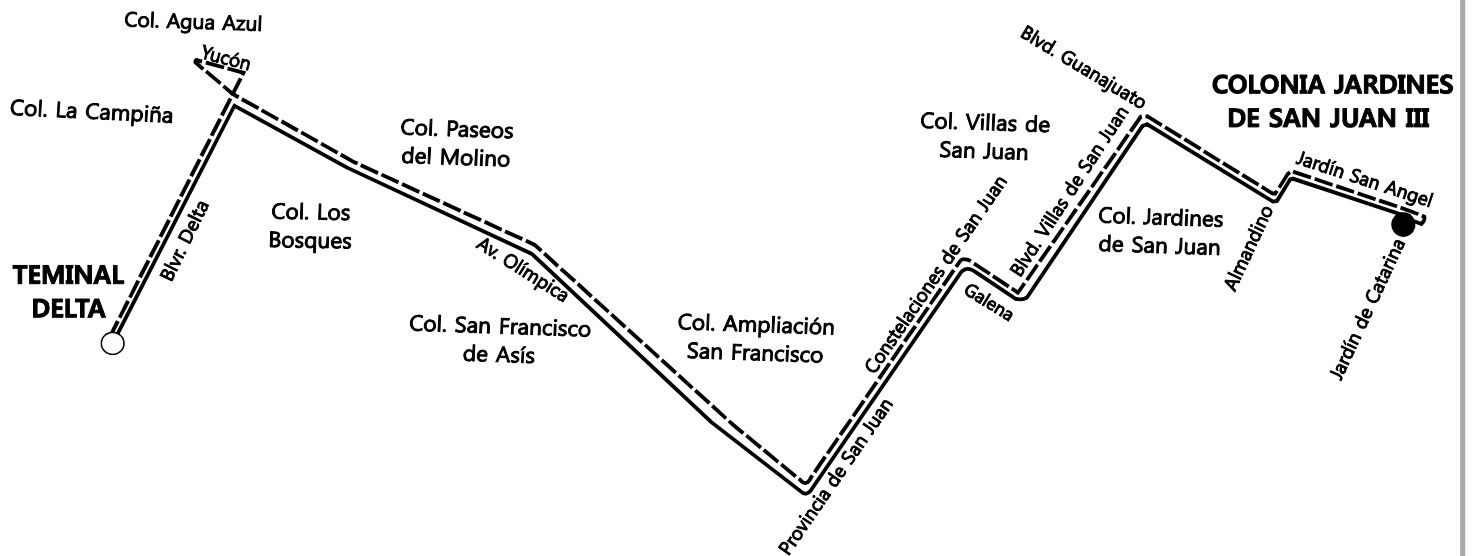 Col. Agua Azul
Yucón
Col. La Campiña
Col. Paseos
del Molino
Col. Los
Bosques
Blvr. Delta
TEMINAL
DELTA
Av. Olímpica
Col. San Francisco
de Asís
Col. Ampliación
San Francisco
Provincia de San Juan
Constelaciones de San Juan
Col. Villas de
San Juan
Galena
Blvd. Villas de San Juan
Blvd. Guanajuato
Col. Jardines
de San Juan
COLONIA JARDINES
DE SAN JUAN III
Almandino
Jardín San Angel
Jardín de Catarina